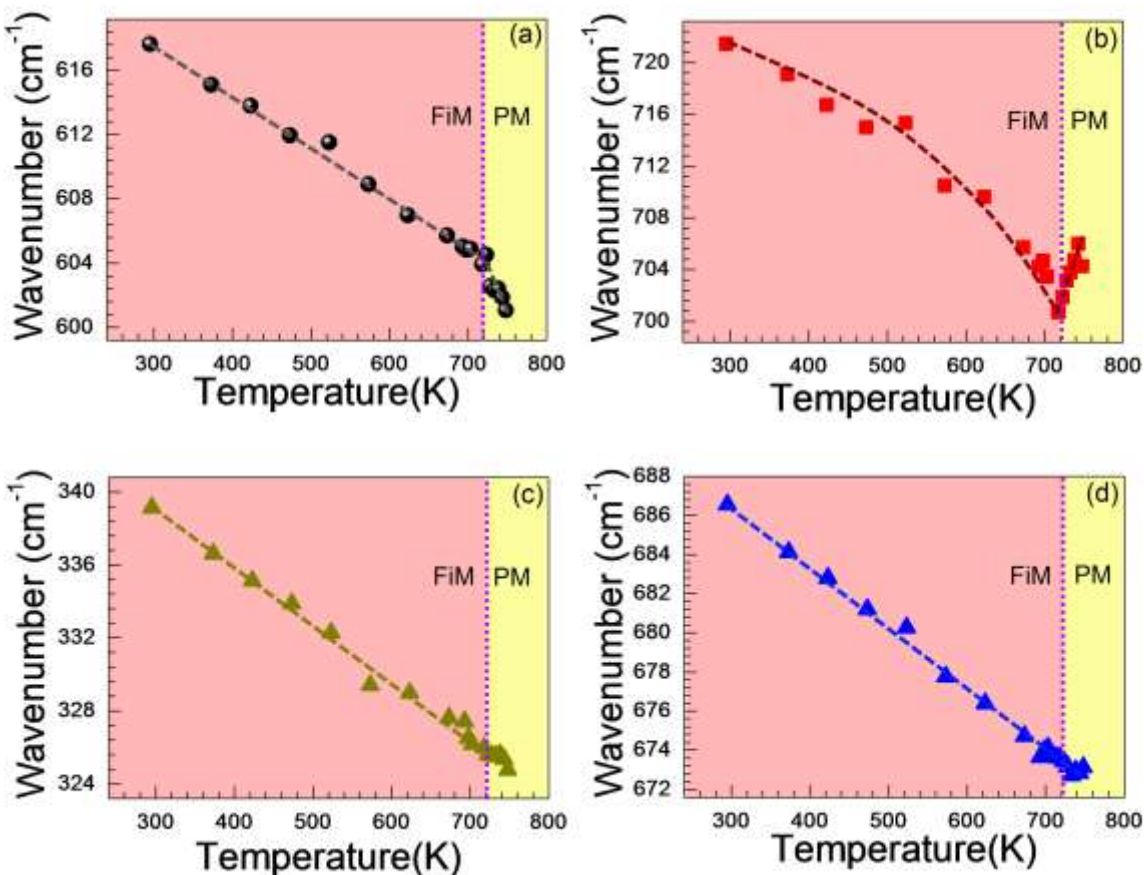 (a)
Wavenumber (cm⁻¹)
616
612
608
604
600
FiM PM
300 400 500 600 700 800
Temperature(K)
(b)
Wavenumber (cm⁻¹)
720
716
712
708
704
700
FiM PM
300 400 500 600 700 800
Temperature(K)
(c)
Wavenumber (cm⁻¹)
340
336
332
328
324
FiM PM
300 400 500 600 700 800
Temperature(K)
(d)
Wavenumber (cm⁻¹)
688
686
684
682
680
678
676
674
672
FiM PM
300 400 500 600 700 800
Temperature(K)